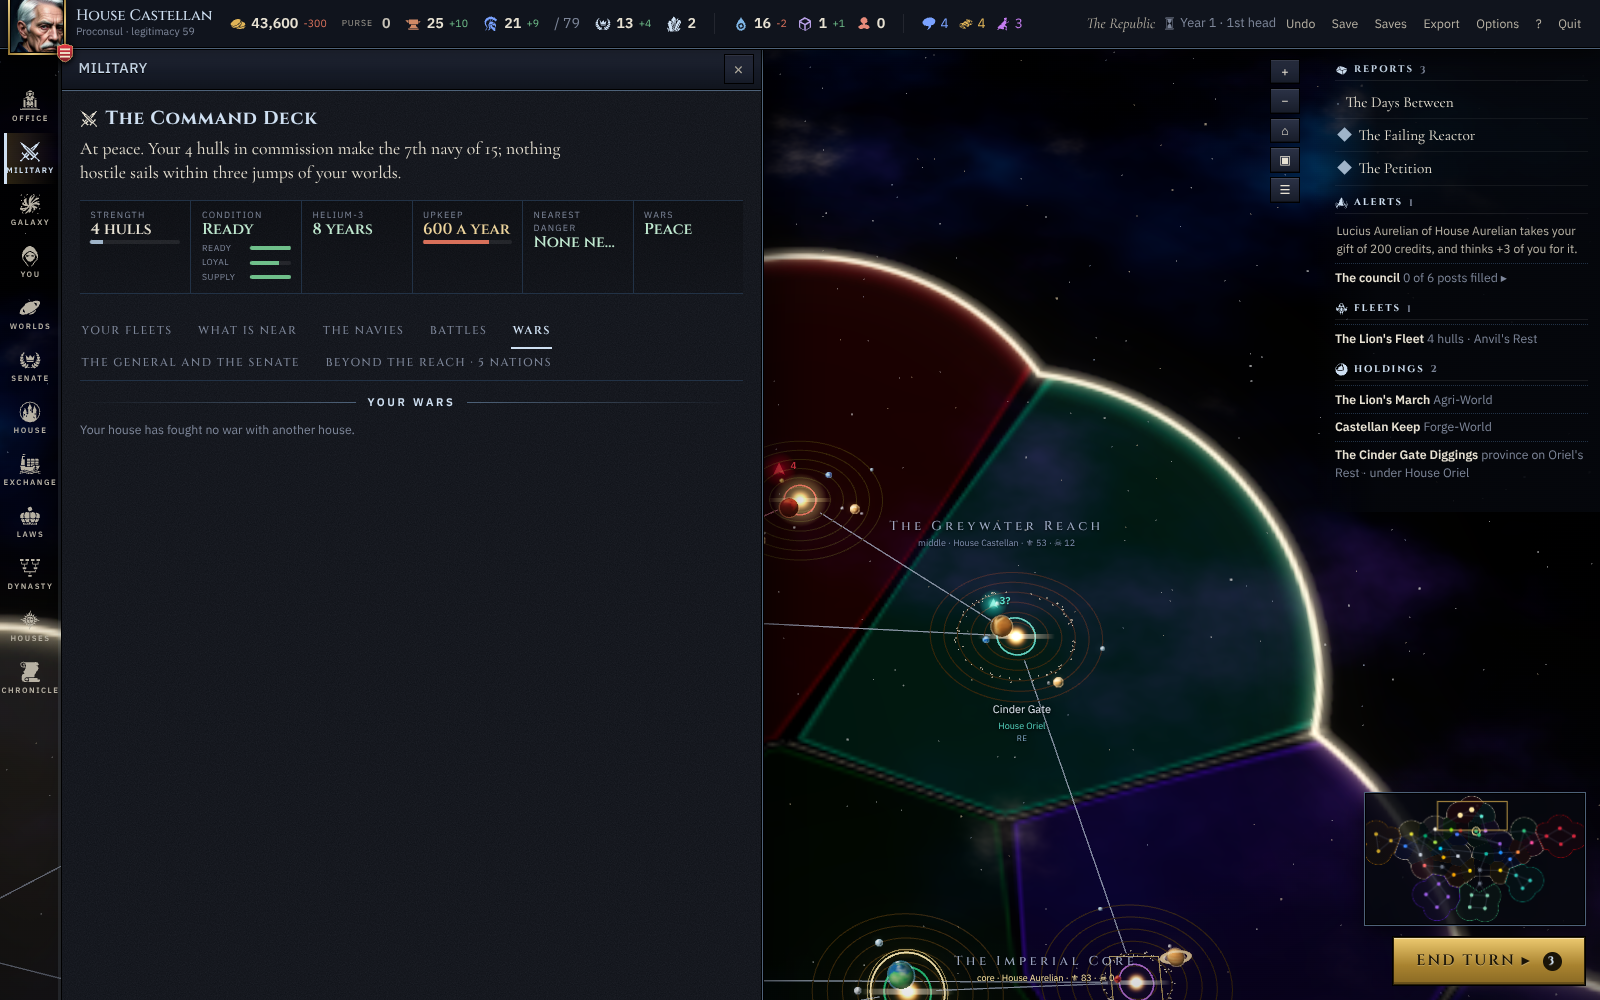 HOUSE CASTELLAN
Proconsul · legitimacy 59
43,600 -300 PURSE 0 25 +10 21 +9 / 79 13 +4 2 16 -2 1 +1 0 4 4 3
The Republic Year 1 · 1st head Undo Save Saves Export Options ? Quit
OFFICE
MILITARY
GALAXY
YOU
WORLDS
SENATE
HOUSE
EXCHANGE
LAWS
DYNASTY
HOUSES
CHRONICLE
MILITARY ×
THE COMMAND DECK
At peace. Your 4 hulls in commission make the 7th navy of 15; nothing
hostile sails within three jumps of your worlds.
STRENGTH
4 HULLS
CONDITION
READY
READY
LOYAL
SUPPLY
HELIUM-3
8 YEARS
UPKEEP
600 A YEAR
NEAREST
DANGER
NONE NE...
WARS
PEACE
YOUR FLEETS WHAT IS NEAR THE NAVIES BATTLES WARS
THE GENERAL AND THE SENATE BEYOND THE REACH · 5 NATIONS
YOUR WARS
Your house has fought no war with another house.
4
THE GREYWATER REACH
middle · House Castellan · 53 · 12
3?
Cinder Gate
House Oriel
RE
THE IMPERIAL CORE
core · House Aurelian · 83 · 0
+
−
REPORTS 3
The Days Between
The Failing Reactor
The Petition
ALERTS 1
Lucius Aurelian of House Aurelian takes your
gift of 200 credits, and thinks +3 of you for it.
The council 0 of 6 posts filled ▸
FLEETS 1
The Lion's Fleet 4 hulls · Anvil's Rest
HOLDINGS 2
The Lion's March Agri-World
Castellan Keep Forge-World
The Cinder Gate Diggings province on Oriel's
Rest · under House Oriel
END TURN ▸ 3